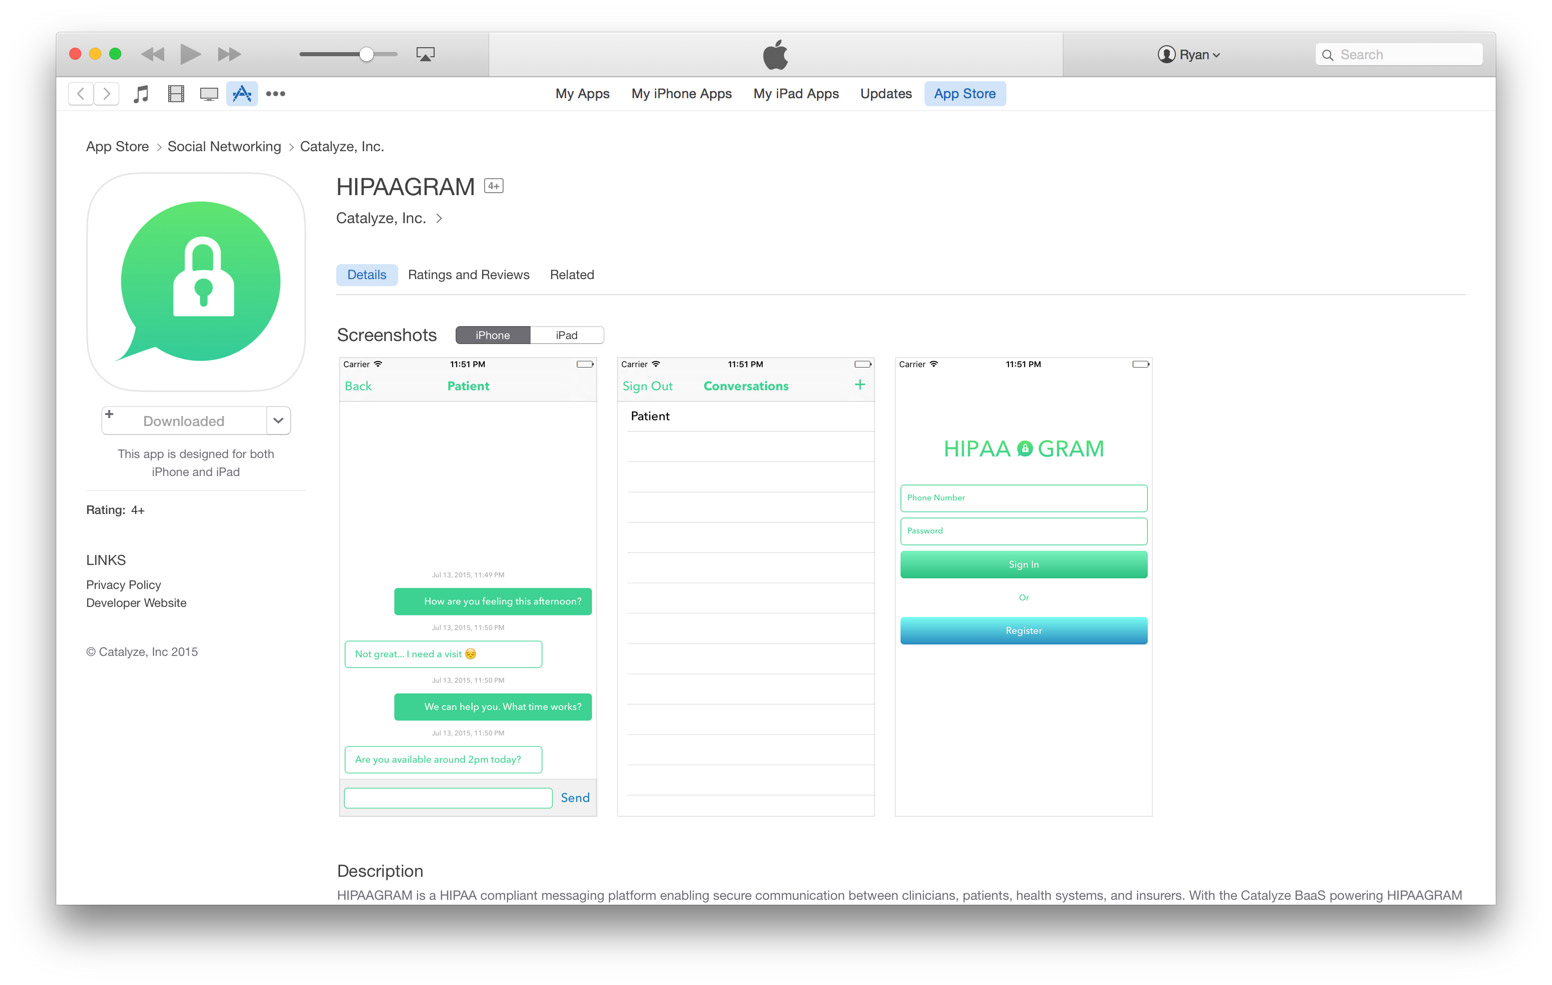 Ryan
Search
My Apps
My iPhone Apps
My iPad Apps
Updates
App Store
App Store > Social Networking > Catalyze, Inc.
HIPAAGRAM 4+
Catalyze, Inc. >
Details
Ratings and Reviews
Related
+ Downloaded
This app is designed for both
iPhone and iPad
Rating: 4+
LINKS
Privacy Policy
Developer Website
© Catalyze, Inc 2015
Screenshots
iPhone
iPad
Carrier 11:51 PM
Back Patient
Jul 13, 2015, 11:49 PM
How are you feeling this afternoon?
Jul 13, 2015, 11:50 PM
Not great... I need a visit 😔
Jul 13, 2015, 11:50 PM
We can help you. What time works?
Jul 13, 2015, 11:50 PM
Are you available around 2pm today?
Send
Carrier 11:51 PM
Sign Out Conversations +
Patient
Carrier 11:51 PM
HIPAA GRAM
Phone Number
Password
Sign In
Or
Register
Description
HIPAAGRAM is a HIPAA compliant messaging platform enabling secure communication between clinicians, patients, health systems, and insurers. With the Catalyze BaaS powering HIPAAGRAM